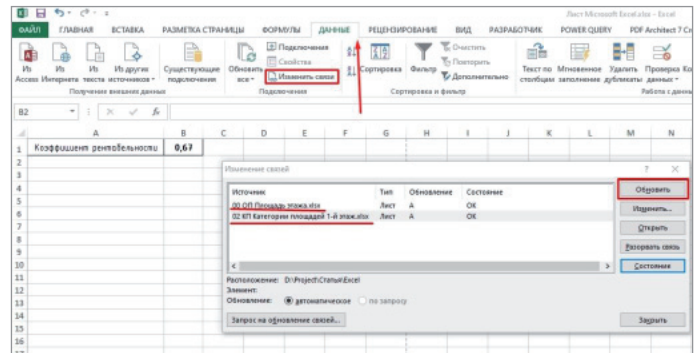 Лист Microsoft Excel.xlsx - Excel
ФАЙЛ ГЛАВНАЯ ВСТАВКА РАЗМЕТКА СТРАНИЦЫ ФОРМУЛЫ ДАННЫЕ РЕЦЕНЗИРОВАНИЕ ВИД РАЗРАБОТЧИК POWER QUERY PDF Architect 7
Из Access
Из Интернета
Из текста
Из других источников
Получение внешних данных
Существующие подключения
Обновить все
Подключения
Свойства
Изменить связи
Подключения
Сортировка
Фильтр
Очистить
Повторить
Дополнительно
Сортировка и фильтр
Текст по столбцам
Мгновенное заполнение
Удалить дубликаты
Проверка данных
Работа с данны
B2 fx
A B C D E F G H I J K L M N
1 Коэффициент рентабельности 0,67
2
3
4
5
6
7
8
9
10
11
12
13
14
15
16
Изменение связей ? ×
Источник Тип Обновление Состояние
00 ОП Площадь этажа.xlsx Лист A OK
02 КП Категории площадей 1-й этаж.xlsx Лист A OK
Обновить
Изменить...
Открыть
Разорвать связь
Состояние
Расположение: D:\Project\Статьи\Excel
Элемент:
Обновление: автоматическое по запросу
Запрос на обновление связей...
Закрыть